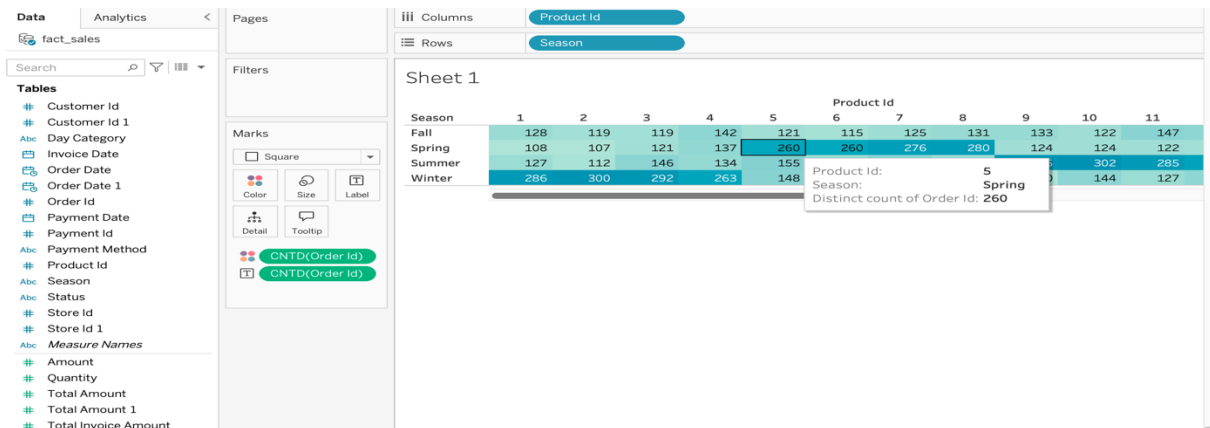 Data Analytics <
fact_sales
Search
Tables
# Customer Id
# Customer Id 1
Abc Day Category
Invoice Date
Order Date
Order Date 1
# Order Id
Payment Date
# Payment Id
Abc Payment Method
# Product Id
Abc Season
Abc Status
# Store Id
# Store Id 1
Abc Measure Names
# Amount
# Quantity
# Total Amount
# Total Amount 1
# Total Invoice Amount
Pages
Filters
Marks
Square
Color Size Label
T
Detail Tooltip
CNTD(Order Id)
T CNTD(Order Id)
Columns Product Id
Rows Season
Sheet 1
Product Id
Season 1 2 3 4 5 6 7 8 9 10 11
Fall 128 119 119 142 121 115 125 131 133 122 147
Spring 108 107 121 137 260 260 276 280 124 124 122
Summer 127 112 146 134 155 302 285
Winter 286 300 292 263 148 144 127
Product Id: 5
Season: Spring
Distinct count of Order Id: 260